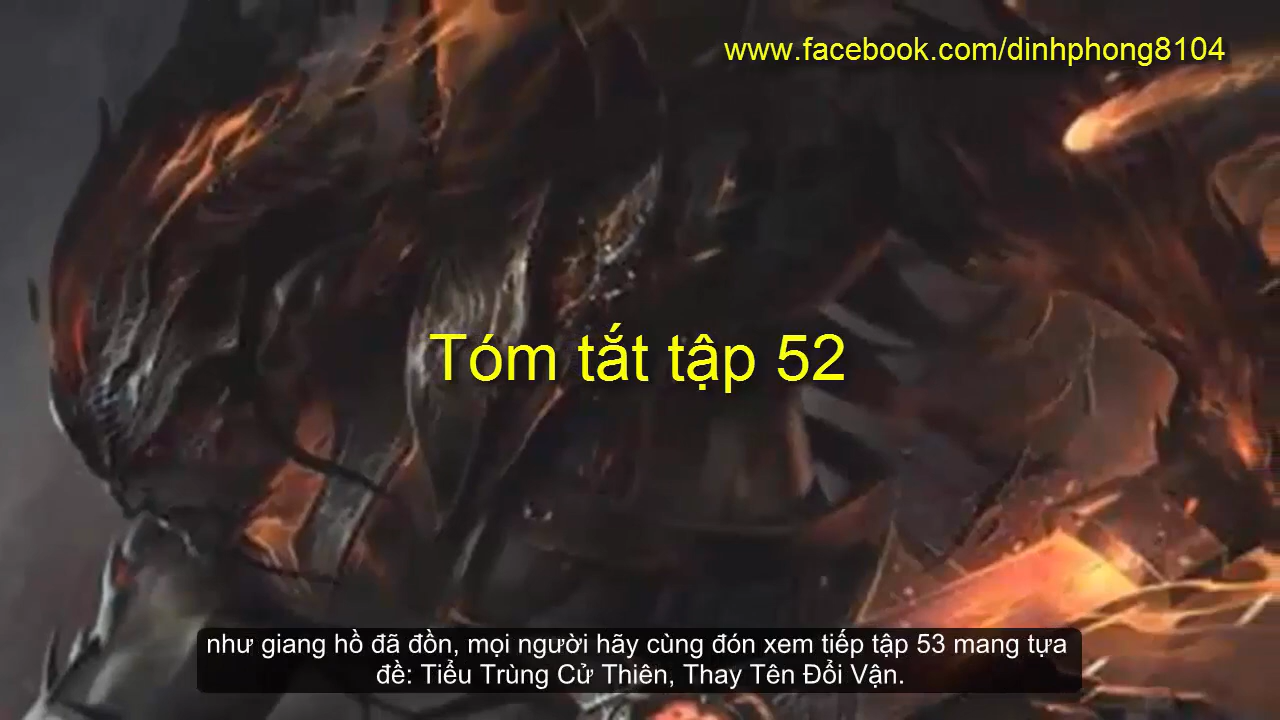 www.facebook.com/dinhphong8104
Tóm tắt tập 52
như giang hồ đã đồn, mọi người hãy cùng đón xem tiếp tập 53 mang tựa
đề: Tiểu Trùng Cử Thiên, Thay Tên Đổi Vận.